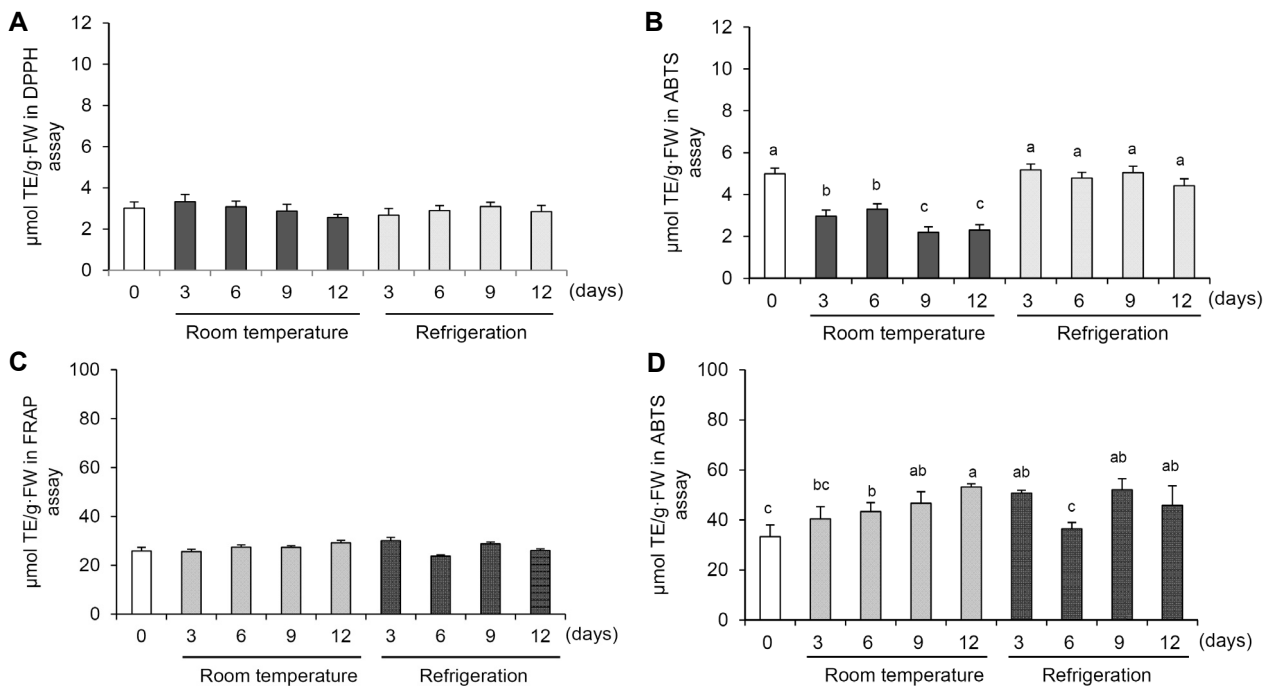 A
μmol TE/g·FW in DPPH
assay
12
10
8
6
4
2
0
0 3 6 9 12 3 6 9 12 (days)
Room temperature Refrigeration
B
μmol TE/g·FW in ABTS
assay
12
10
8
6
4
2
0
a b b c c a a a a
0 3 6 9 12 3 6 9 12 (days)
Room temperature Refrigeration
C
μmol TE/g·FW in FRAP
assay
100
80
60
40
20
0
0 3 6 9 12 3 6 9 12 (days)
Room temperature Refrigeration
D
μmol TE/g·FW in ABTS
assay
100
80
60
40
20
0
c bc b ab a ab c ab ab
0 3 6 9 12 3 6 9 12 (days)
Room temperature Refrigeration